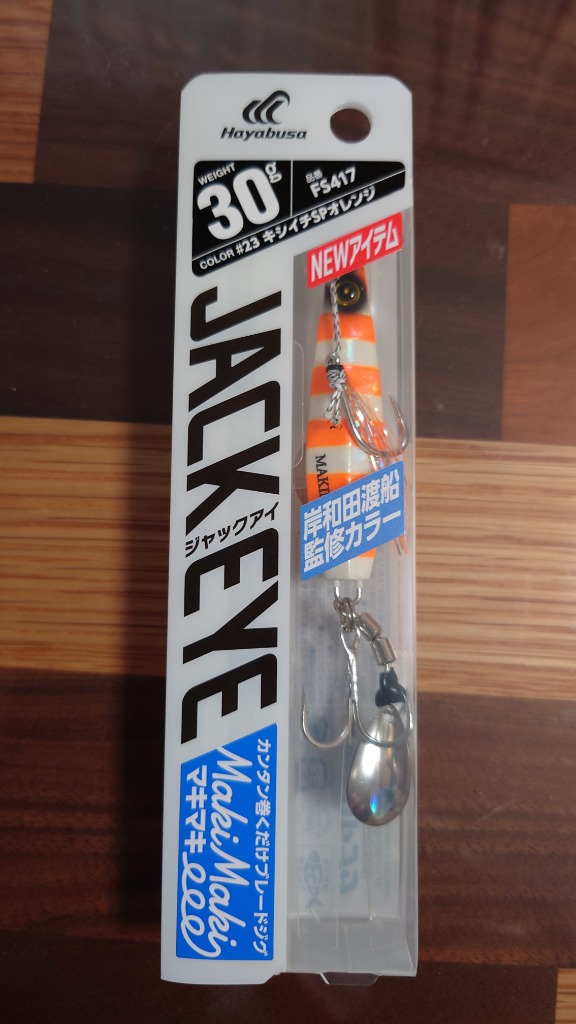 Hayabusa
WEIGHT
30g
品番
FS417
COLOR #23 キシイチSPオレンジ
NEWアイテム
JACKEYE
ジャックアイ
MAKI
岸和田渡船
監修カラー
カンタン巻くだけブレードジグ
MakiMaki
マキマキ